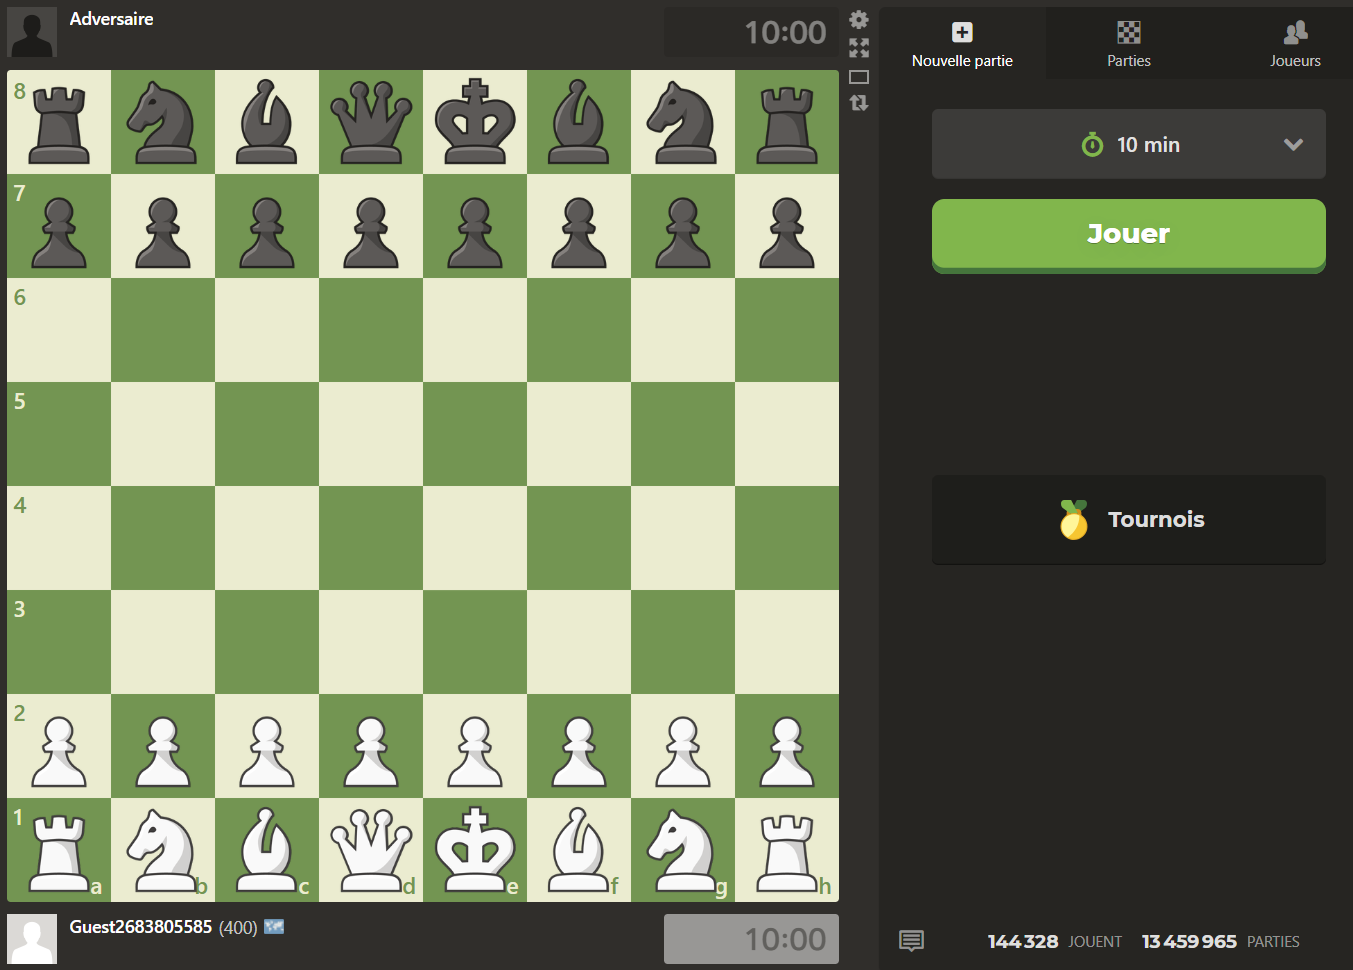 Adversaire
10:00
Nouvelle partie
Parties
Joueurs
10 min
Jouer
Tournois
8
7
6
5
4
3
2
1
a b c d e f g h
Guest2683805585 (400)
10:00
144 328 JOUENT 13 459 965 PARTIES